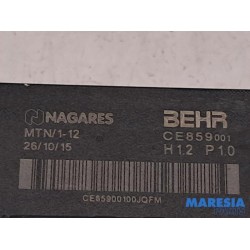 NAGARES BEHR
MTN/1-12 CE859001
26/10/15 H1.2 P1.0
CE85900100JQFM
MARESIA